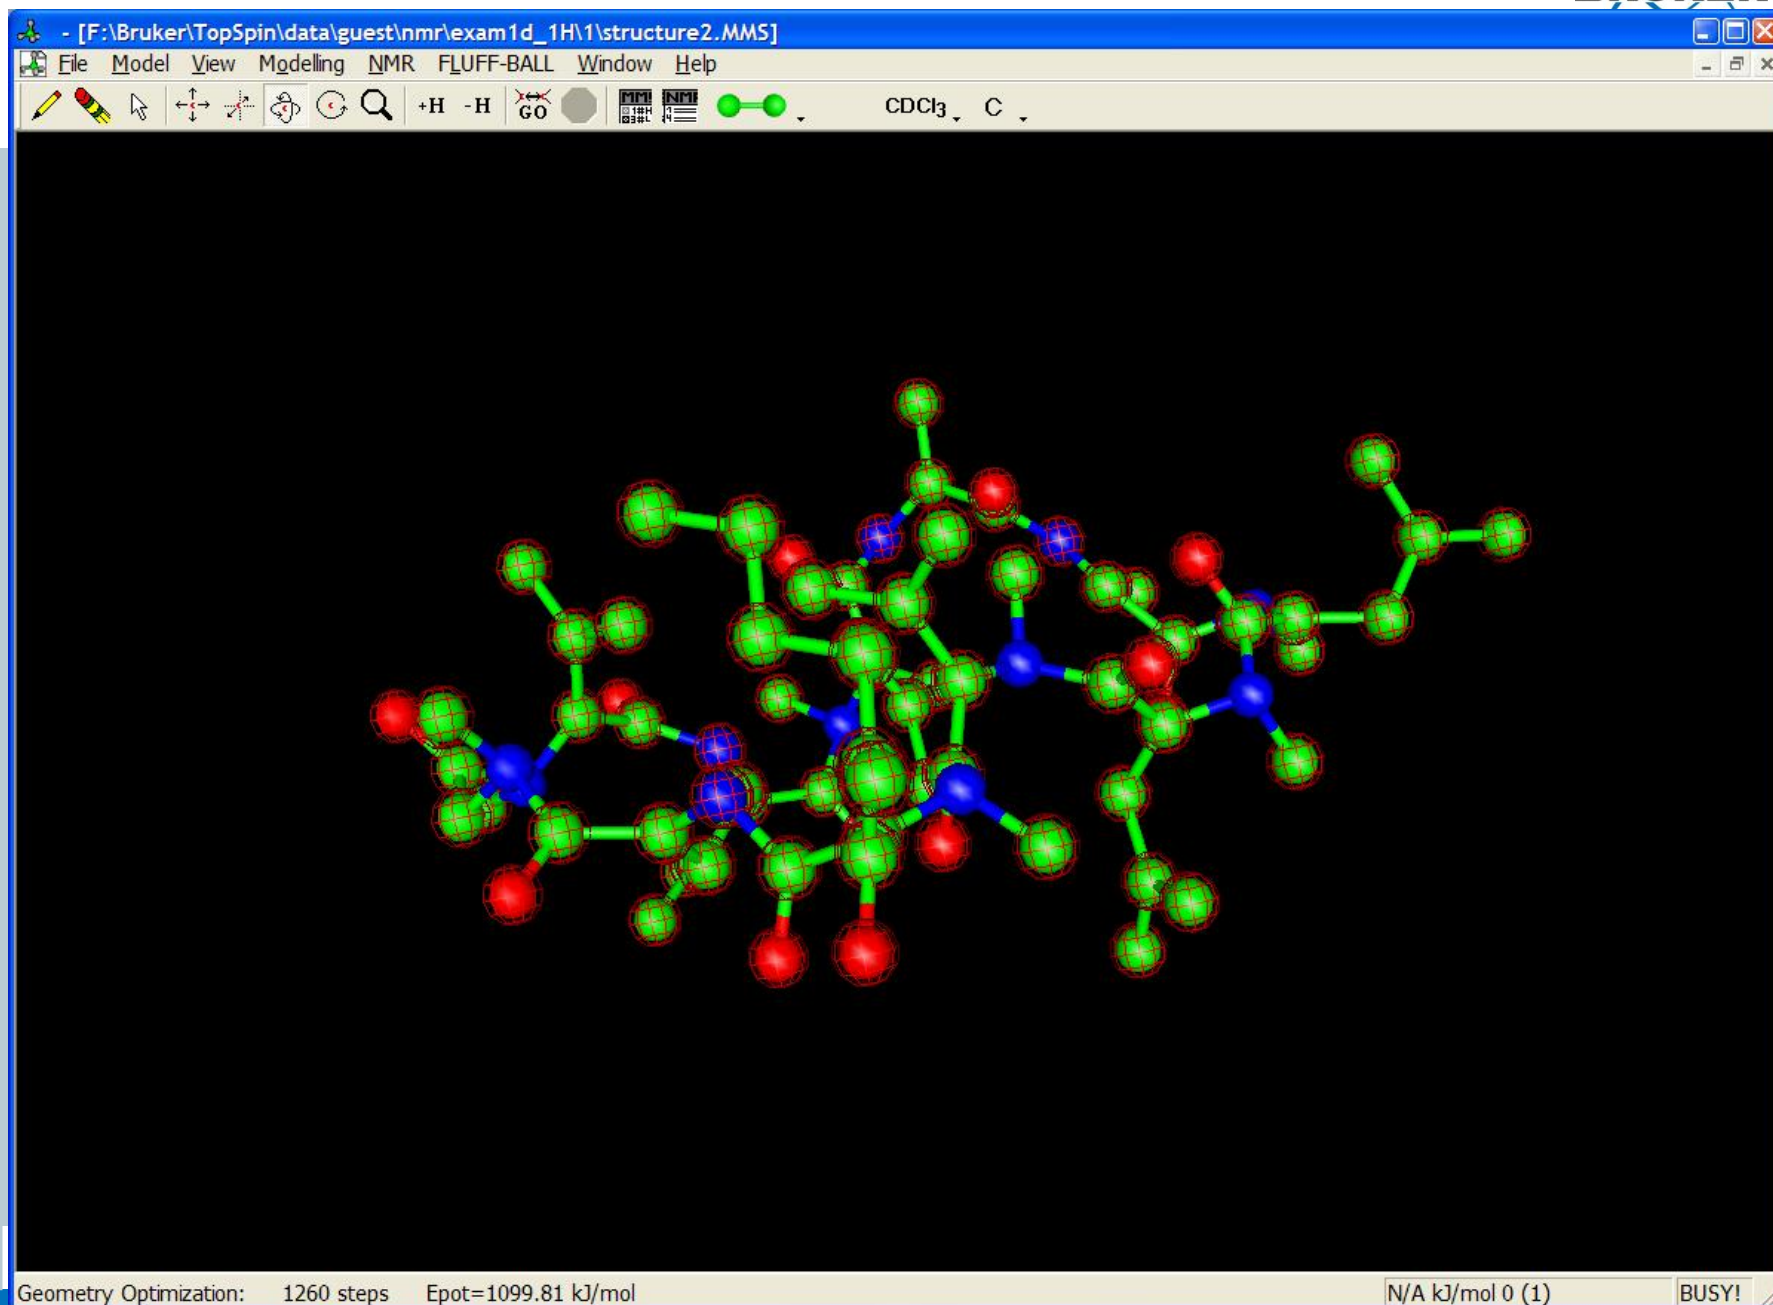 - [F:\Bruker\TopSpin\data\guest\nmr\exam1d_1H\1\structure2.MMS]
File Model View Modelling NMR FLUFF-BALL Window Help
+H -H GO CDCl3 C
Geometry Optimization: 1260 steps Epot=1099.81 kJ/mol N/A kJ/mol 0 (1) BUSY!